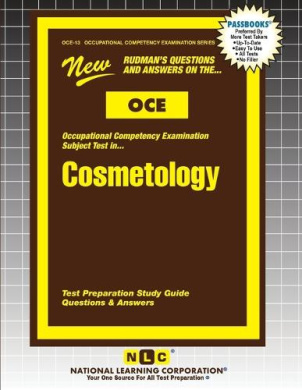 OCE-13 OCCUPATIONAL COMPETENCY EXAMINATION SERIES
PASSBOOKS®
Preferred By
More Test Takers
•Up-To-Date
•Easy To Use
• All Tests
•No Filler
New
RUDMAN'S QUESTIONS
AND ANSWERS ON THE...
OCE
Occupational Competency Examination
Subject Test in...
Cosmetology
Test Preparation Study Guide
Questions & Answers
NLC®
NATIONAL LEARNING CORPORATION®
Your One Source For All Test Preparation ®